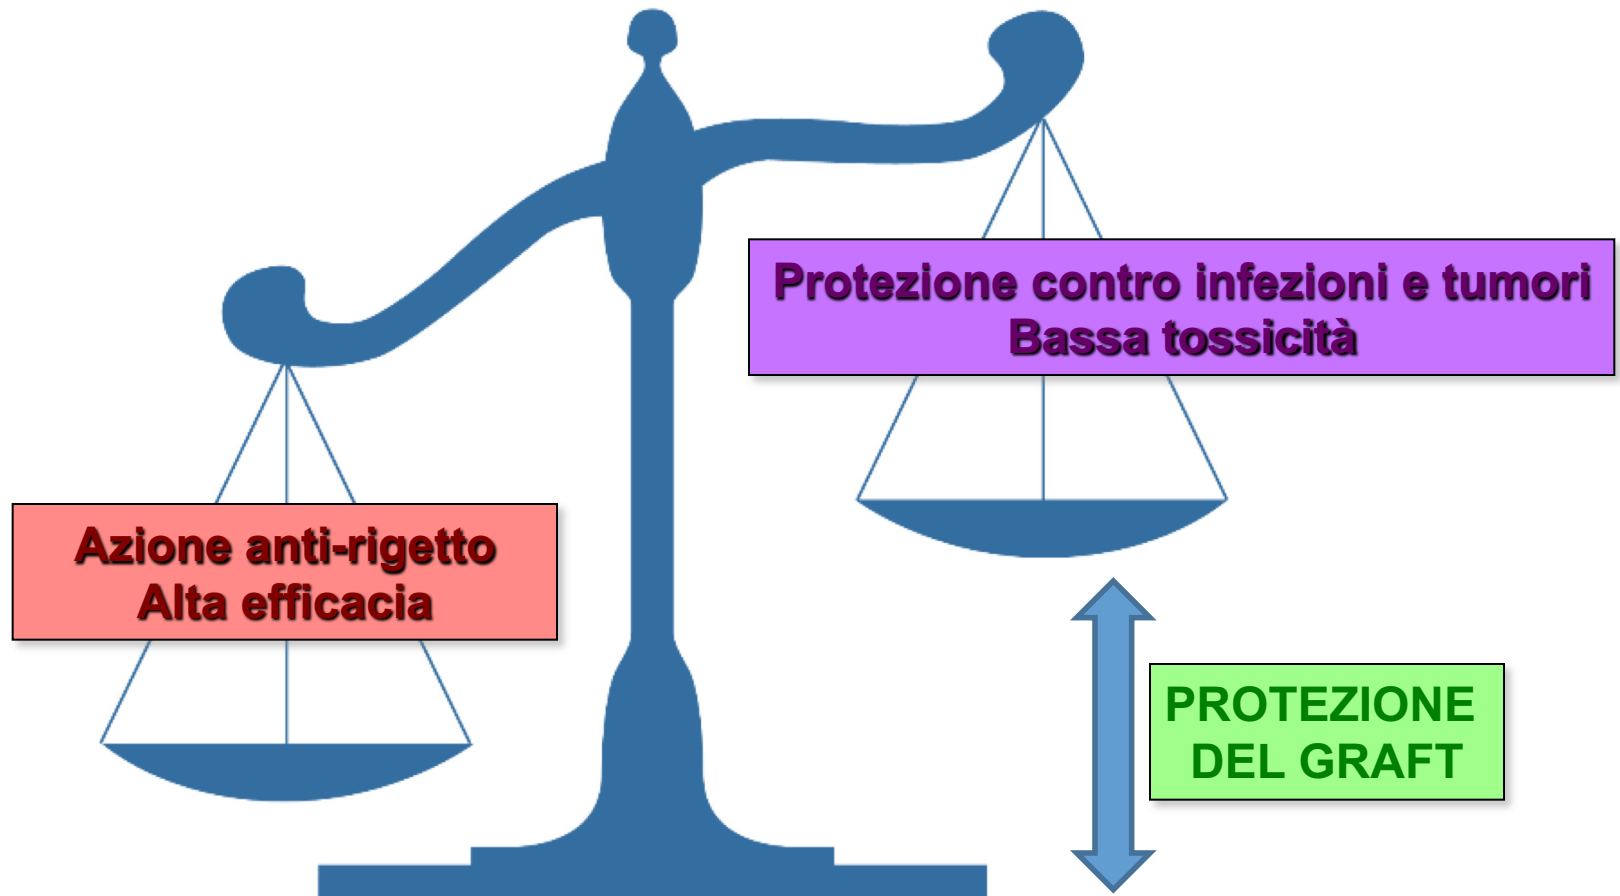 Protezione contro infezioni e tumori
Bassa tossicità
Azione anti-rigetto
Alta efficacia
PROTEZIONE
DEL GRAFT